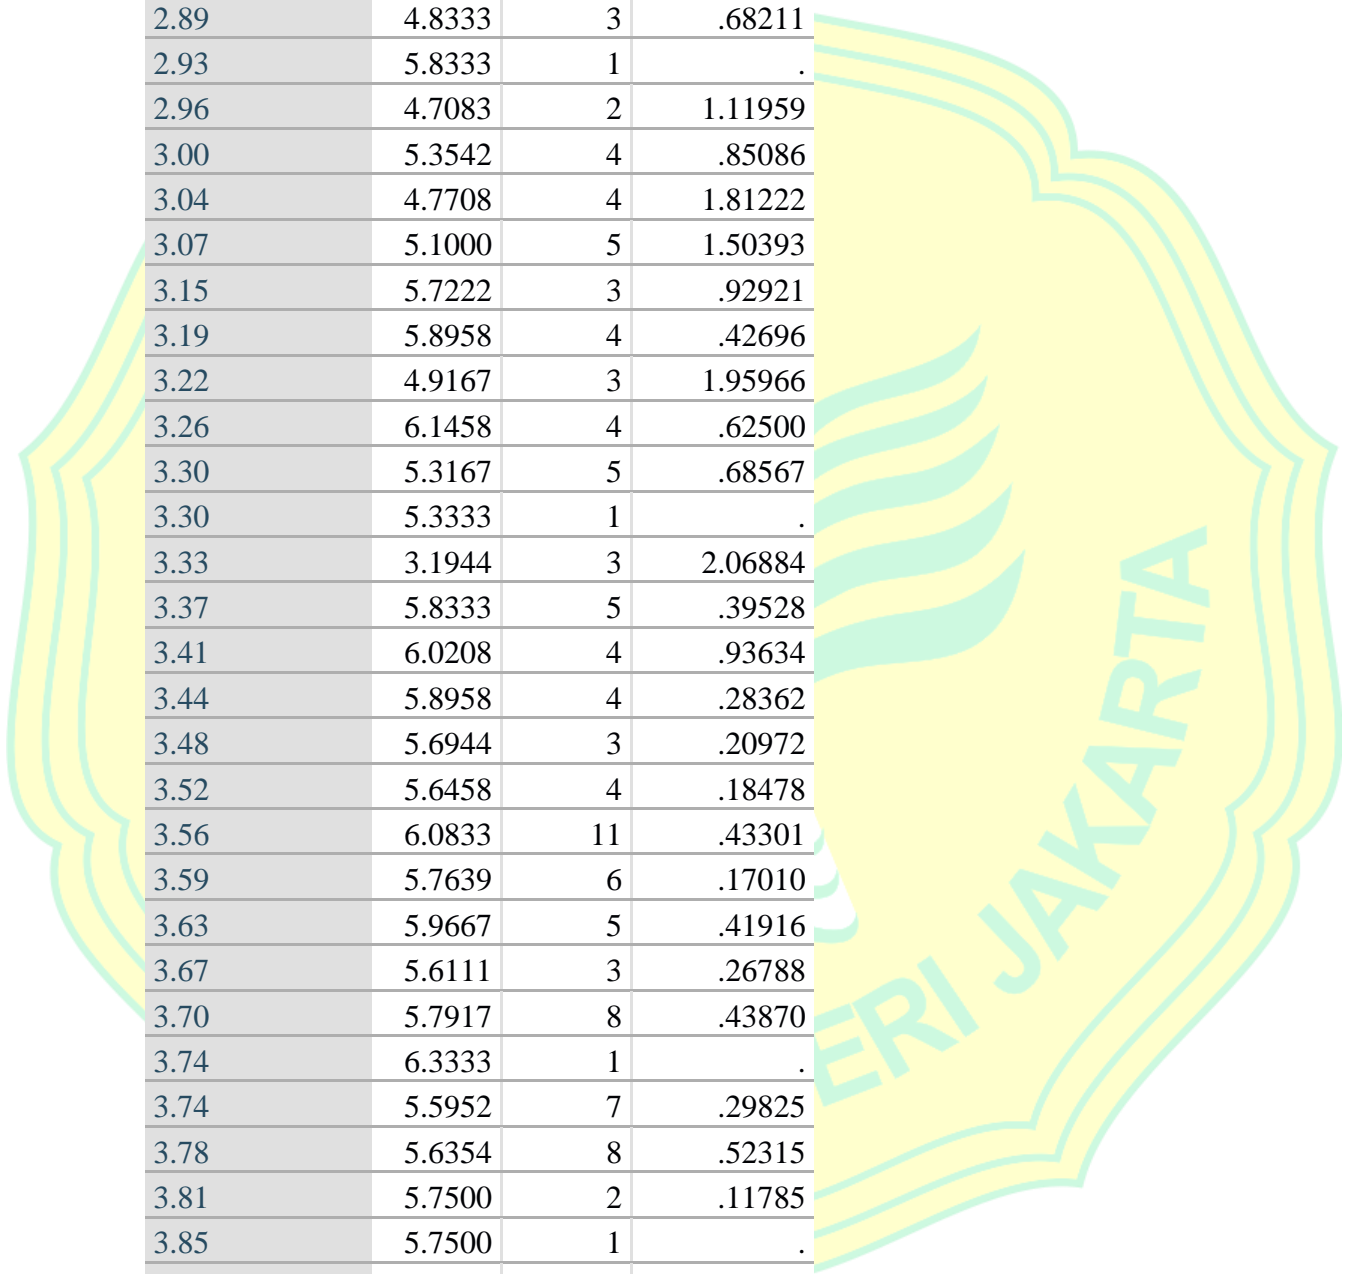 2.89 4.8333 3 .68211
2.93 5.8333 1 .
2.96 4.7083 2 1.11959
3.00 5.3542 4 .85086
3.04 4.7708 4 1.81222
3.07 5.1000 5 1.50393
3.15 5.7222 3 .92921
3.19 5.8958 4 .42696
3.22 4.9167 3 1.95966
3.26 6.1458 4 .62500
3.30 5.3167 5 .68567
3.30 5.3333 1 .
3.33 3.1944 3 2.06884
3.37 5.8333 5 .39528
3.41 6.0208 4 .93634
3.44 5.8958 4 .28362
3.48 5.6944 3 .20972
3.52 5.6458 4 .18478
3.56 6.0833 11 .43301
3.59 5.7639 6 .17010
3.63 5.9667 5 .41916
3.67 5.6111 3 .26788
3.70 5.7917 8 .43870
3.74 6.3333 1 .
3.74 5.5952 7 .29825
3.78 5.6354 8 .52315
3.81 5.7500 2 .11785
3.85 5.7500 1 .
ERI JAKARTA